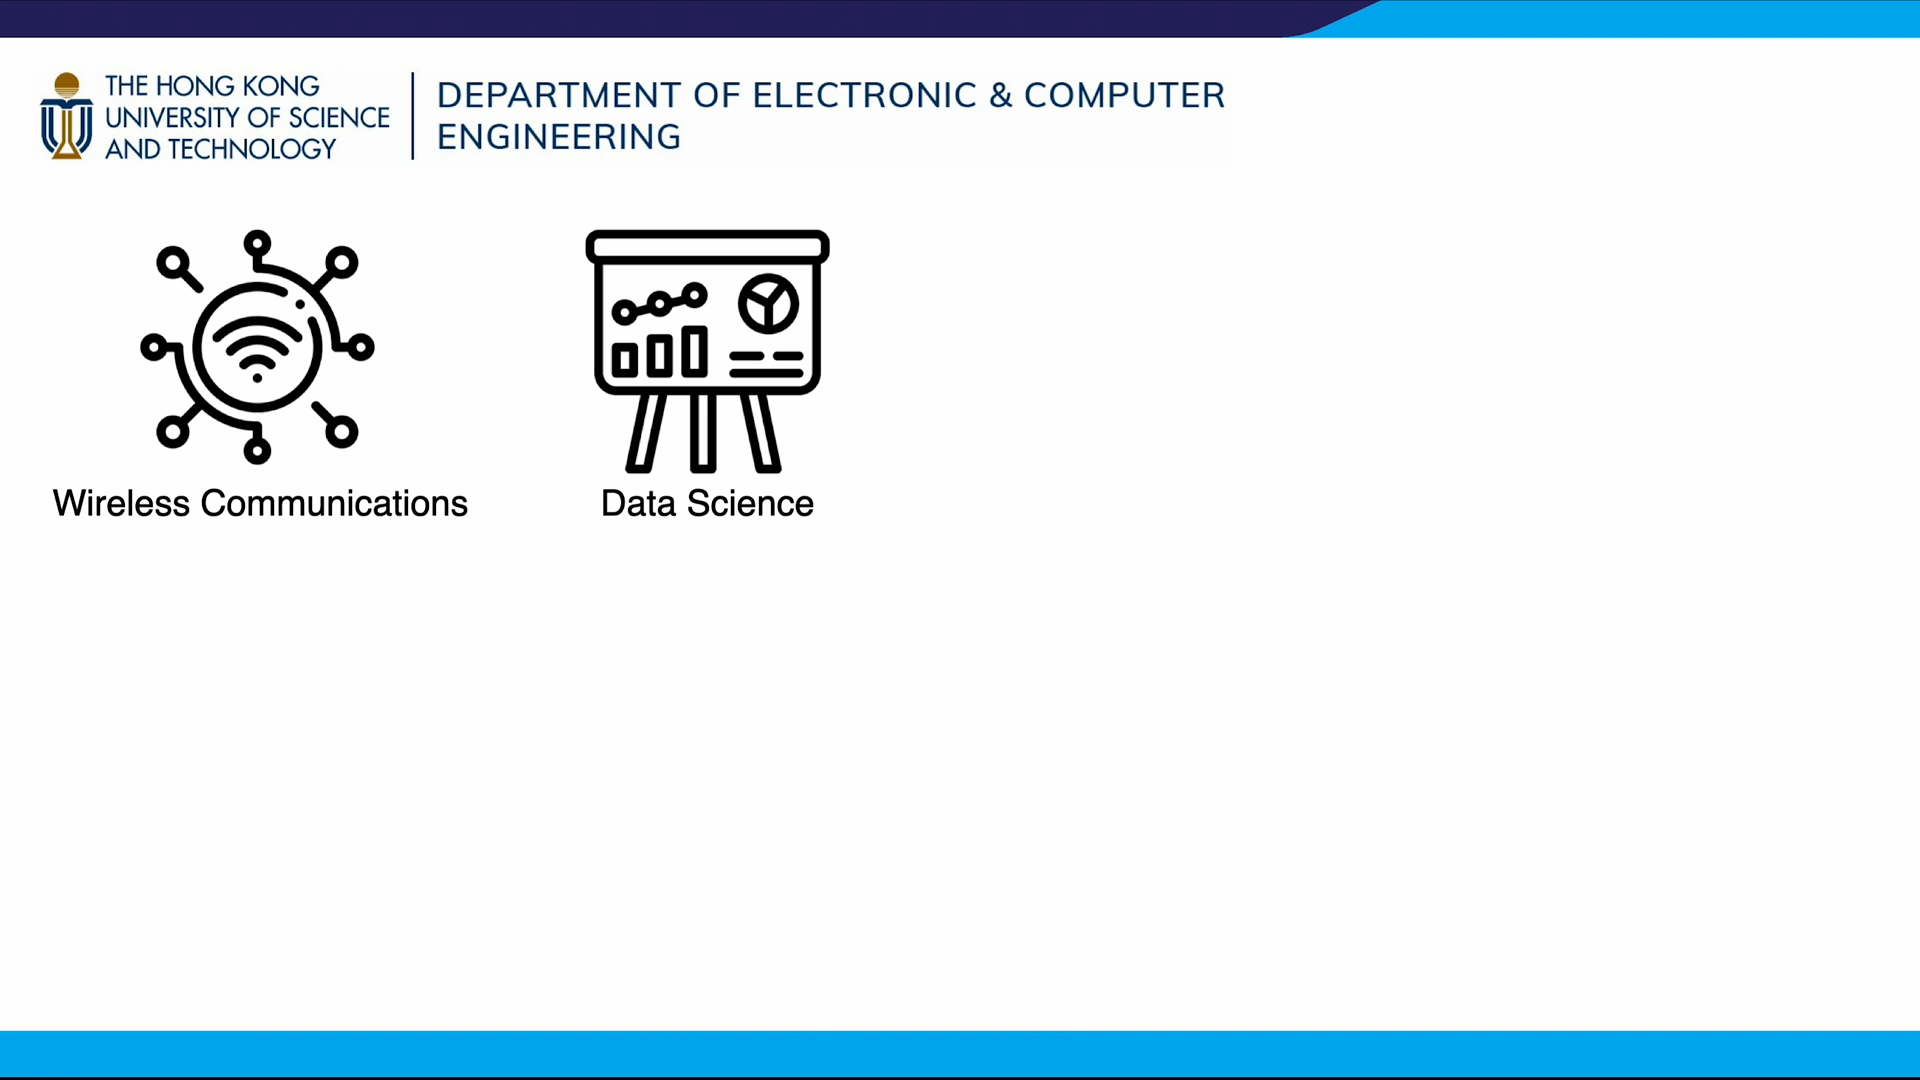 THE HONG KONG
UNIVERSITY OF SCIENCE
AND TECHNOLOGY
DEPARTMENT OF ELECTRONIC & COMPUTER
ENGINEERING
Wireless Communications
Data Science